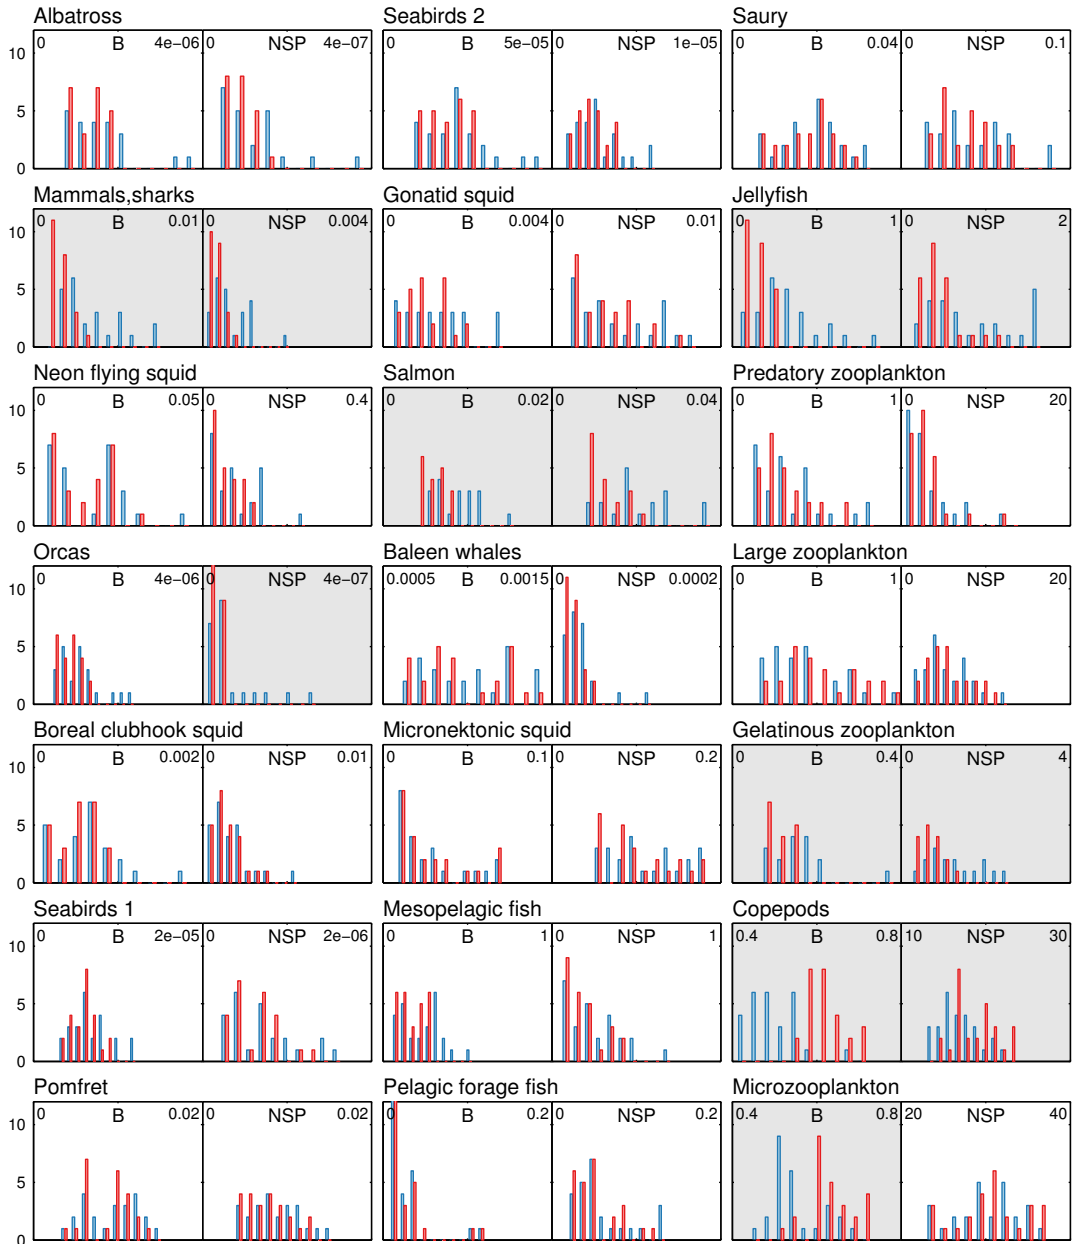 Albatross Seabirds 2 Saury
0 B 4e-06 0 NSP 4e-07 0 B 5e-05 0 NSP 1e-05 0 B 0.04 0 NSP 0.1
10
5
0
Mammals,sharks Gonatid squid Jellyfish
0 B 0.01 0 NSP 0.004 0 B 0.004 0 NSP 0.01 0 B 1 0 NSP 2
10
5
0
Neon flying squid Salmon Predatory zooplankton
0 B 0.05 0 NSP 0.4 0 B 0.02 0 NSP 0.04 0 B 1 0 NSP 20
10
5
0
Orcas Baleen whales Large zooplankton
0 B 4e-06 0 NSP 4e-07 0.0005 B 0.0015 0 NSP 0.0002 0 B 1 0 NSP 20
10
5
0
Boreal clubhook squid Micronektonic squid Gelatinous zooplankton
0 B 0.002 0 NSP 0.01 0 B 0.1 0 NSP 0.2 0 B 0.4 0 NSP 4
10
5
0
Seabirds 1 Mesopelagic fish Copepods
0 B 2e-05 0 NSP 2e-06 0 B 1 0 NSP 1 0.4 B 0.8 10 NSP 30
10
5
0
Pomfret Pelagic forage fish Microzooplankton
0 B 0.02 0 NSP 0.02 0 B 0.2 0 NSP 0.2 0.4 B 0.8 20 NSP 40
10
5
0